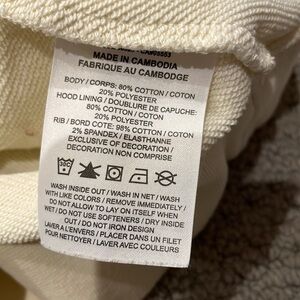 MADE IN CAMBODIA
FABRIQUE AU CAMBODGE
BODY / CORPS: 80% COTTON / COTON
20% POLYESTER
HOOD LINING / DOUBLURE DE CAPUCHE:
80% COTTON / COTON
20% POLYESTER
RIB / BORD COTE: 98% COTTON / COTON
2% SPANDEX / ELASTHANNE
EXCLUSIVE OF DECORATION /
DECORATION NON COMPRISE
WASH INSIDE OUT / WASH IN NET / WASH
WITH LIKE COLORS / REMOVE IMMEDIATELY /
DO NOT ALLOW TO LAY ON ITSELF WHEN
WET / DO NOT USE SOFTENERS / DRY INSIDE
OUT / DO NOT IRON DESIGN
LAVER A L'ENVERS / PLACER DANS UN FILET
POUR NETTOYER / LAVER AVEC COULEURS